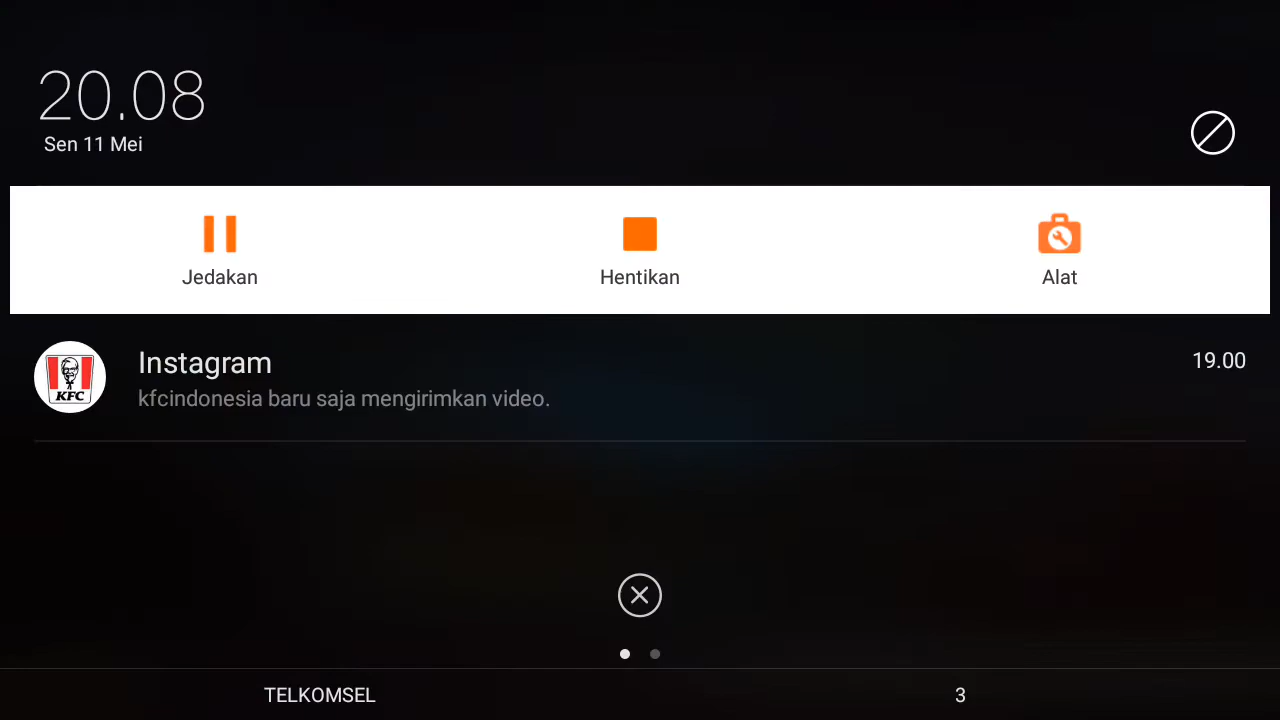 20.08
Sen 11 Mei
Jedakan
Hentikan
Alat
KFC
Instagram
19.00
kfcindonesia baru saja mengirimkan video.
TELKOMSEL
3